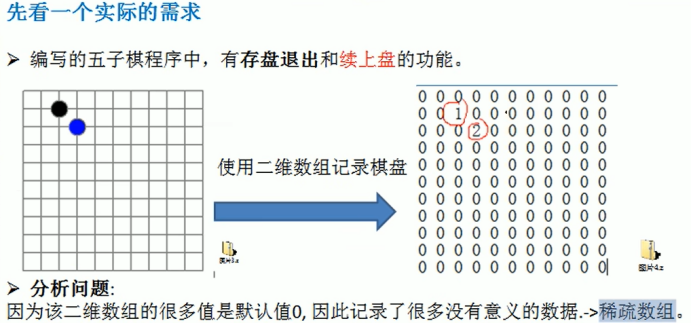 先看一个实际的需求
➢ 编写的五子棋程序中，有存盘退出和续上盘的功能。
使用二维数组记录棋盘
0 0 0 0 0 0 0 0 0 0 0
0 0 1 0 0 0 0 0 0 0 0
0 0 0 2 0 0 0 0 0 0 0
0 0 0 0 0 0 0 0 0 0 0
0 0 0 0 0 0 0 0 0 0 0
0 0 0 0 0 0 0 0 0 0 0
0 0 0 0 0 0 0 0 0 0 0
0 0 0 0 0 0 0 0 0 0 0
0 0 0 0 0 0 0 0 0 0 0
0 0 0 0 0 0 0 0 0 0 0
0 0 0 0 0 0 0 0 0 0 0
图片4.z
➢ 分析问题:
因为该二维数组的很多值是默认值0, 因此记录了很多没有意义的数据.->稀疏数组。